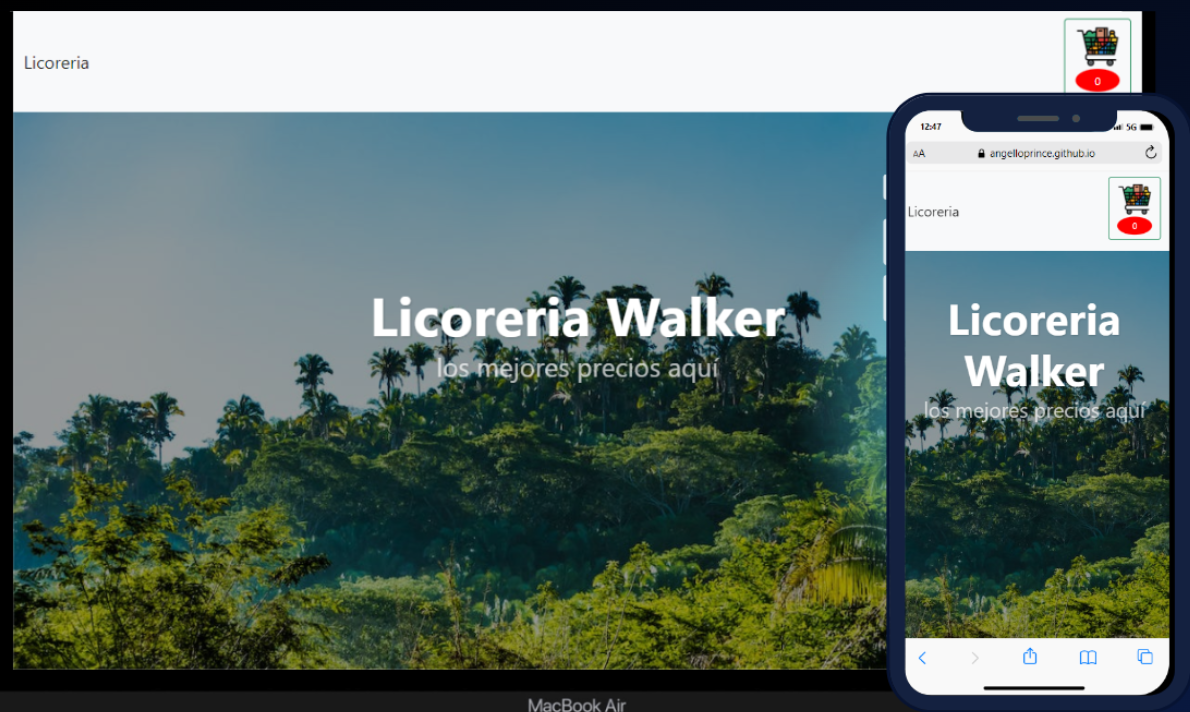 Licoreria
0
Licoreria Walker
los mejores precios aquí
MacBook Air
12:47
5G
AA
angelloprince.github.io
Licoreria
0
Licoreria
Walker
los mejores precios aquí